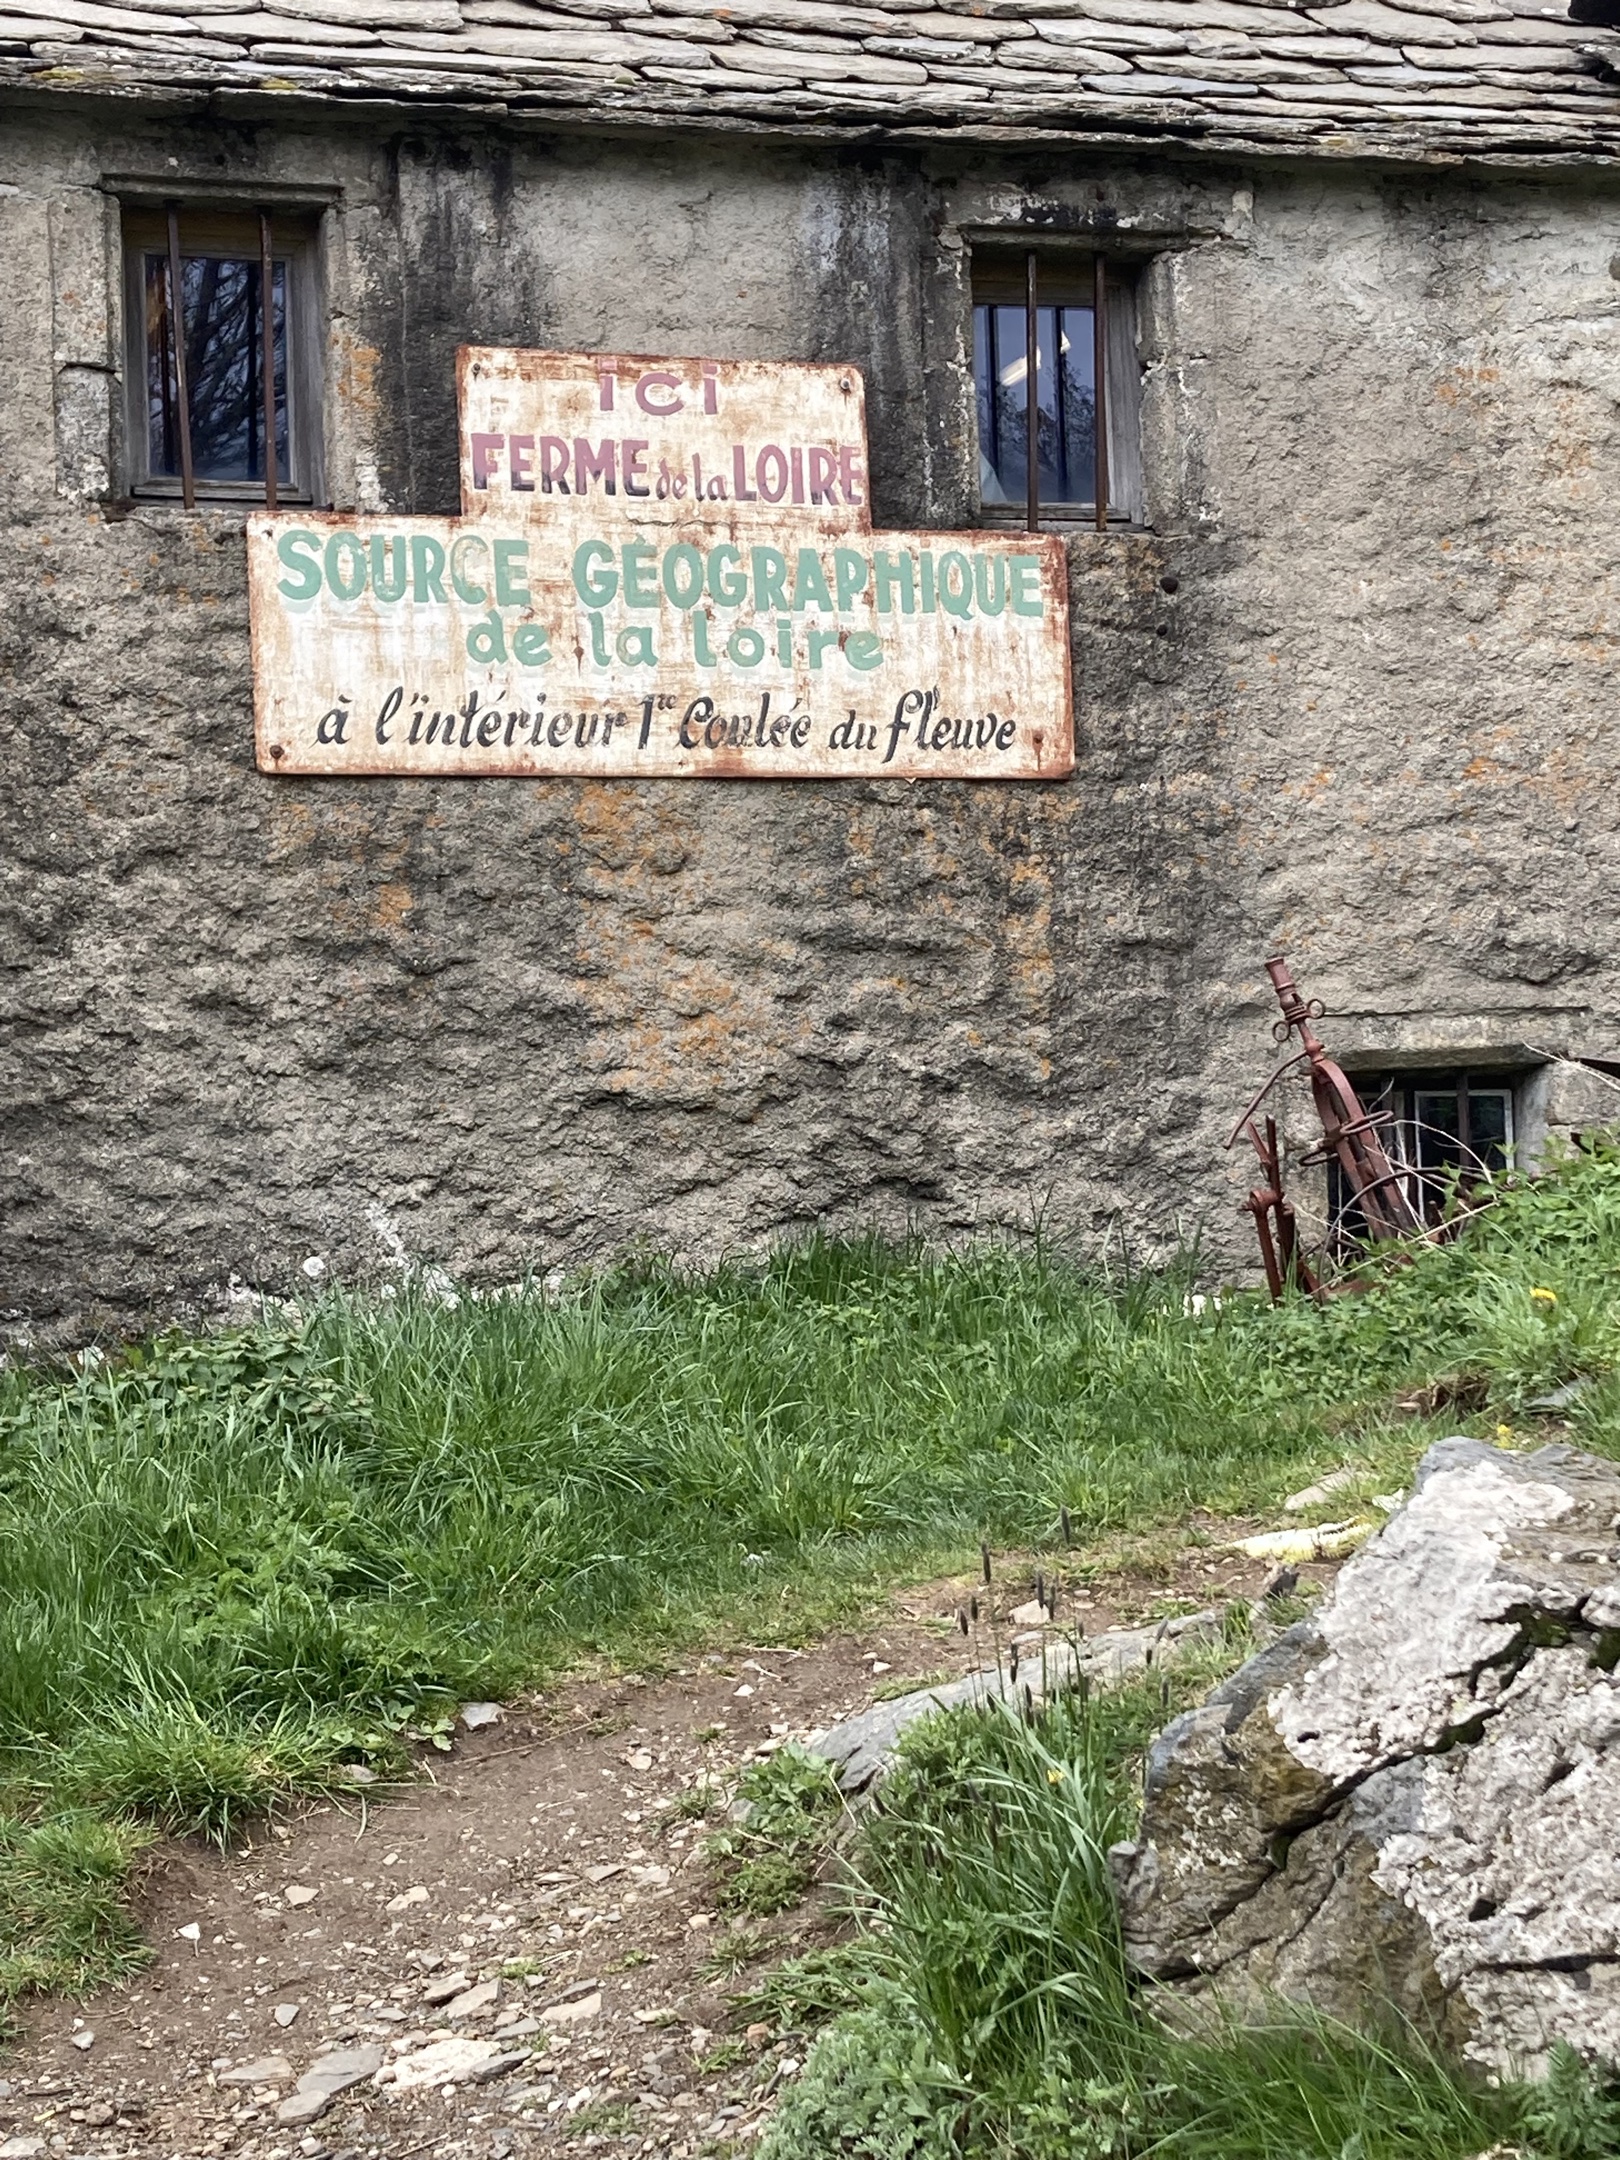 ici
FERME de la LOIRE
SOURCE GÉOGRAPHIQUE
de la loire
à l'intérieur 1re Coulée du fleuve